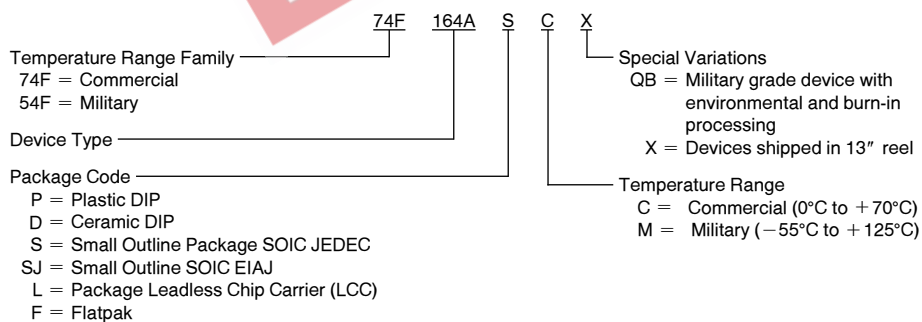 74F 164A S C X
Temperature Range Family
74F = Commercial
54F = Military
Device Type
Package Code
P = Plastic DIP
D = Ceramic DIP
S = Small Outline Package SOIC JEDEC
SJ = Small Outline SOIC EIAJ
L = Package Leadless Chip Carrier (LCC)
F = Flatpak
Special Variations
QB = Military grade device with
environmental and burn-in
processing
X = Devices shipped in 13″ reel
Temperature Range
C = Commercial (0°C to +70°C)
M = Military (−55°C to +125°C)